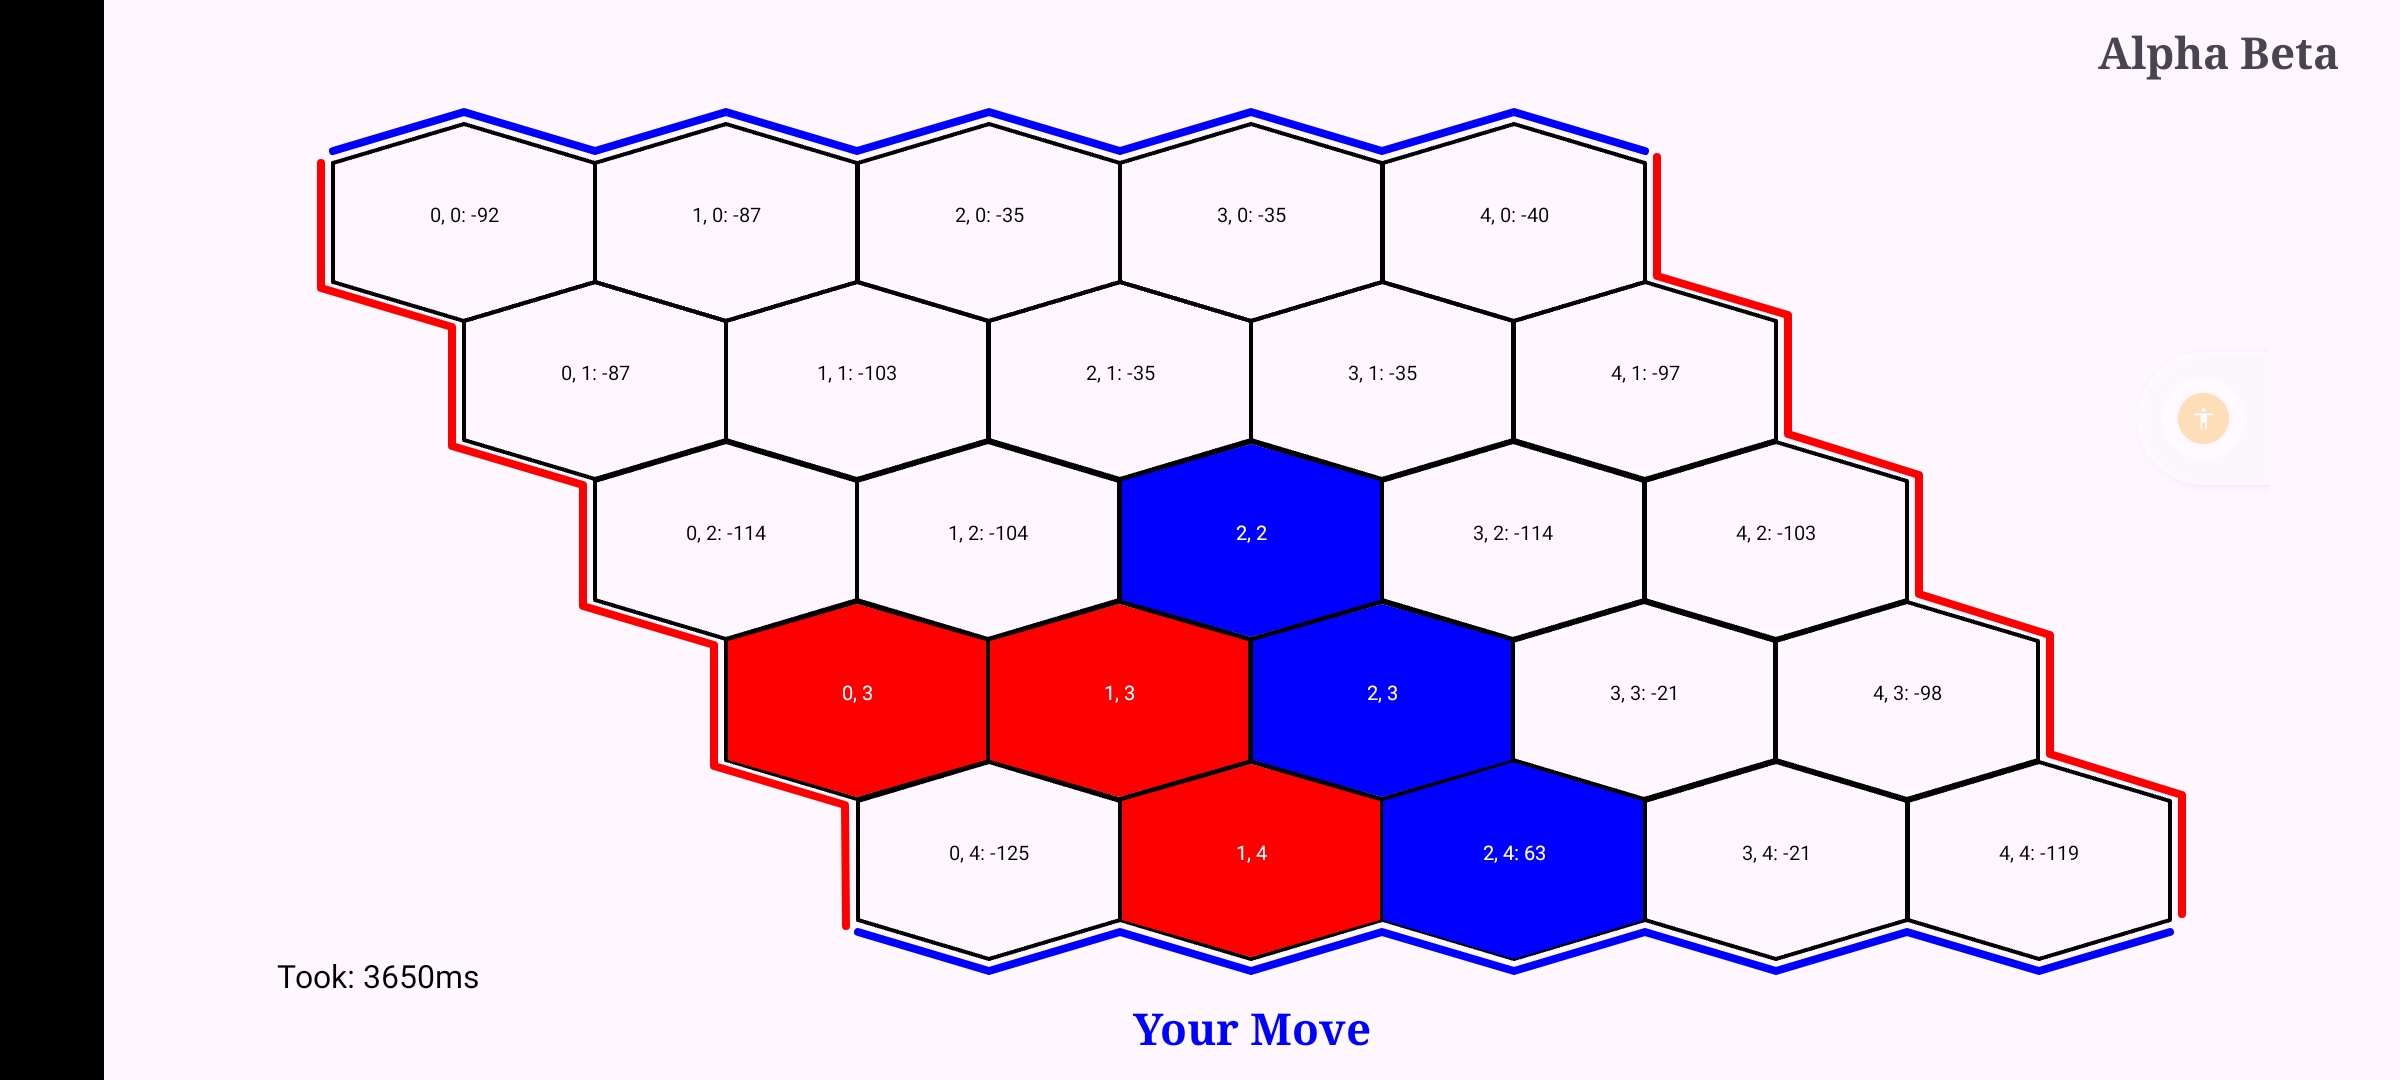 Alpha Beta
0, 0: -92
1, 0: -87
2, 0: -35
3, 0: -35
4, 0: -40
0, 1: -87
1, 1: -103
2, 1: -35
3, 1: -35
4, 1: -97
0, 2: -114
1, 2: -104
2, 2
3, 2: -114
4, 2: -103
0, 3
1, 3
2, 3
3, 3: -21
4, 3: -98
0, 4: -125
1, 4
2, 4: 63
3, 4: -21
4, 4: -119
Took: 3650ms
Your Move